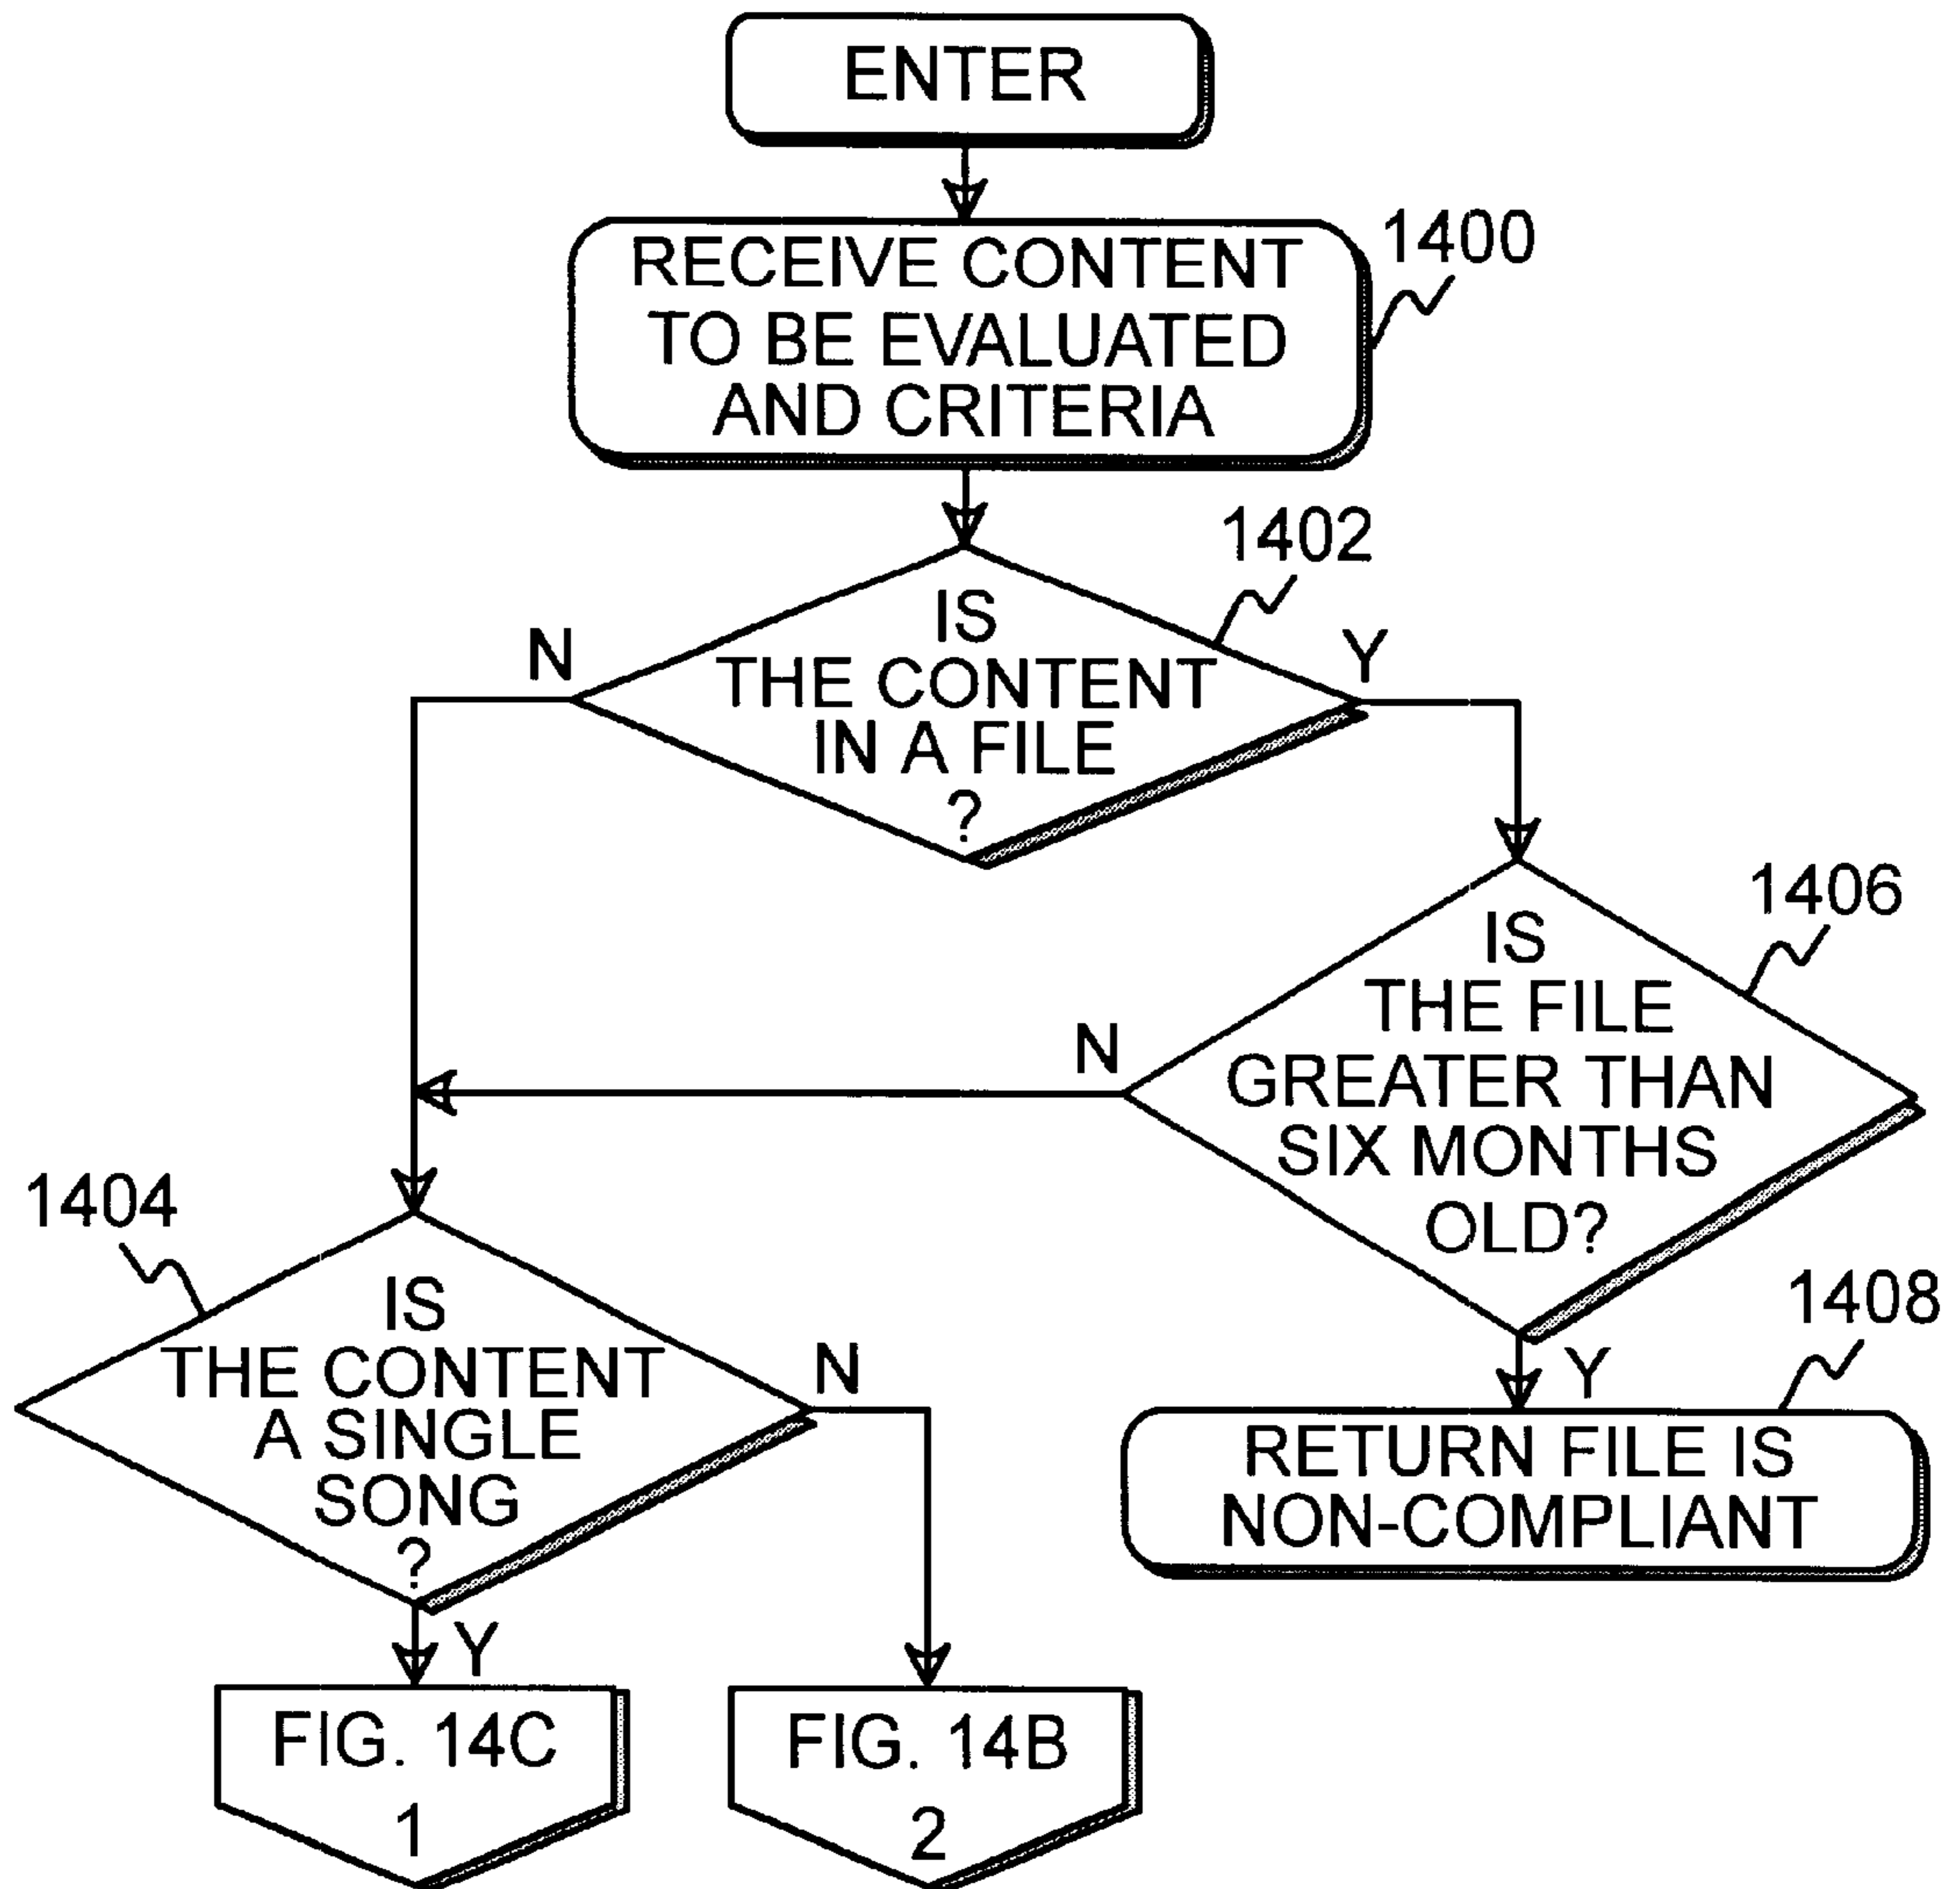 ENTER
RECEIVE CONTENT
TO BE EVALUATED
AND CRITERIA
1400
1402
IS
THE CONTENT
IN A FILE
?
N
Y
1406
IS
THE FILE
GREATER THAN
SIX MONTHS
OLD?
N
Y
1404
IS
THE CONTENT
A SINGLE
SONG
?
N
Y
1408
RETURN FILE IS
NON-COMPLIANT
FIG. 14C
1
FIG. 14B
2